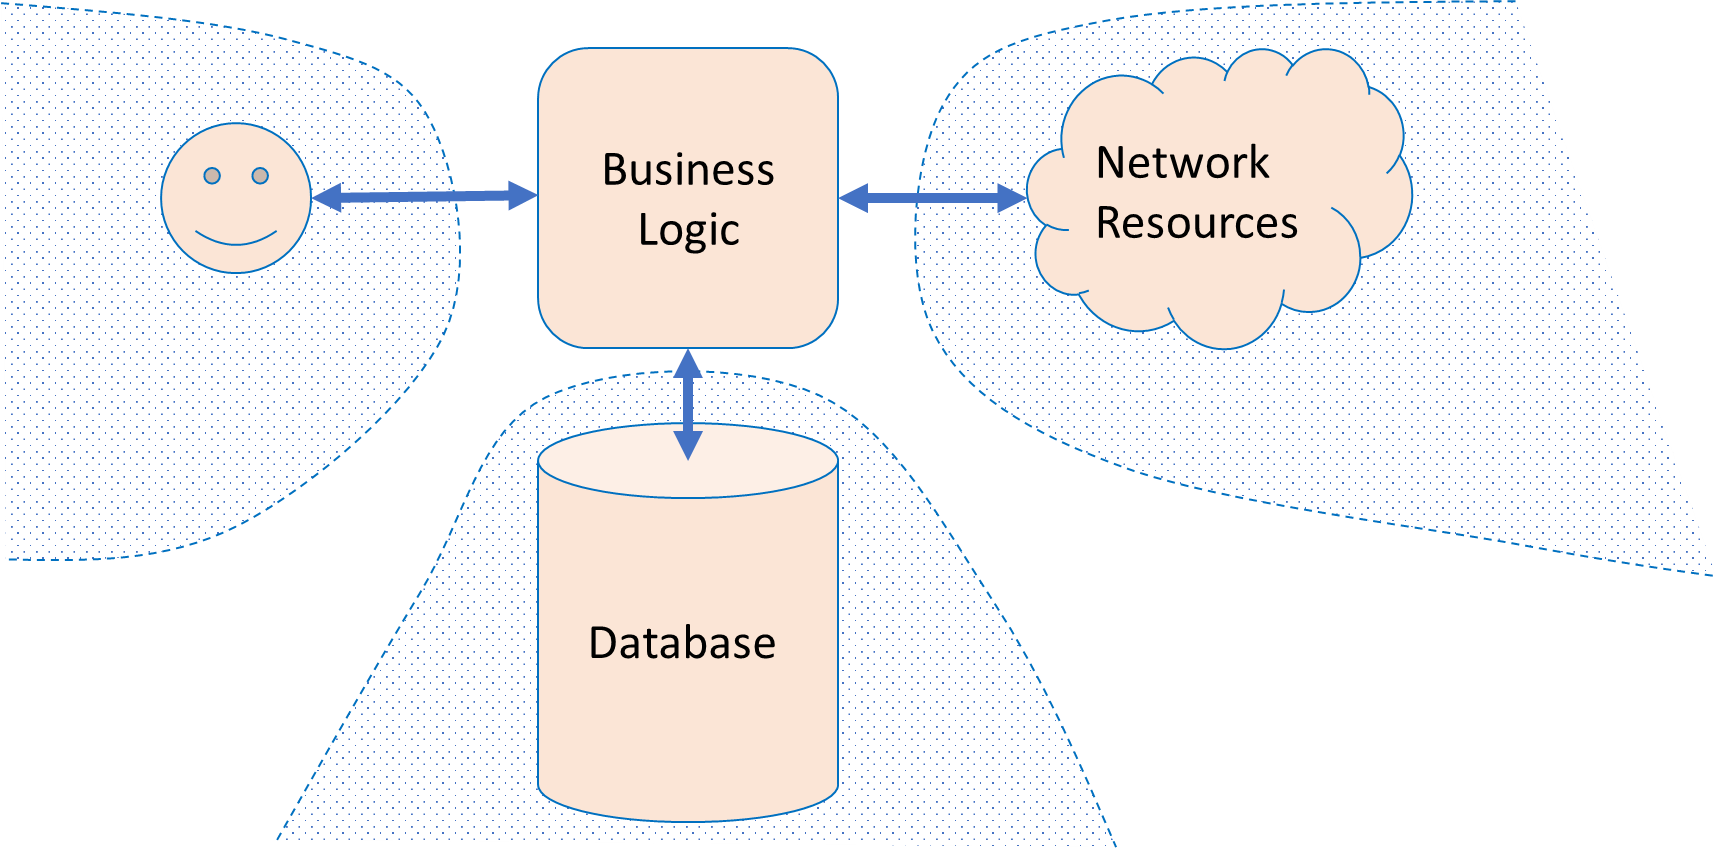 Business
Logic
Network
Resources
Database